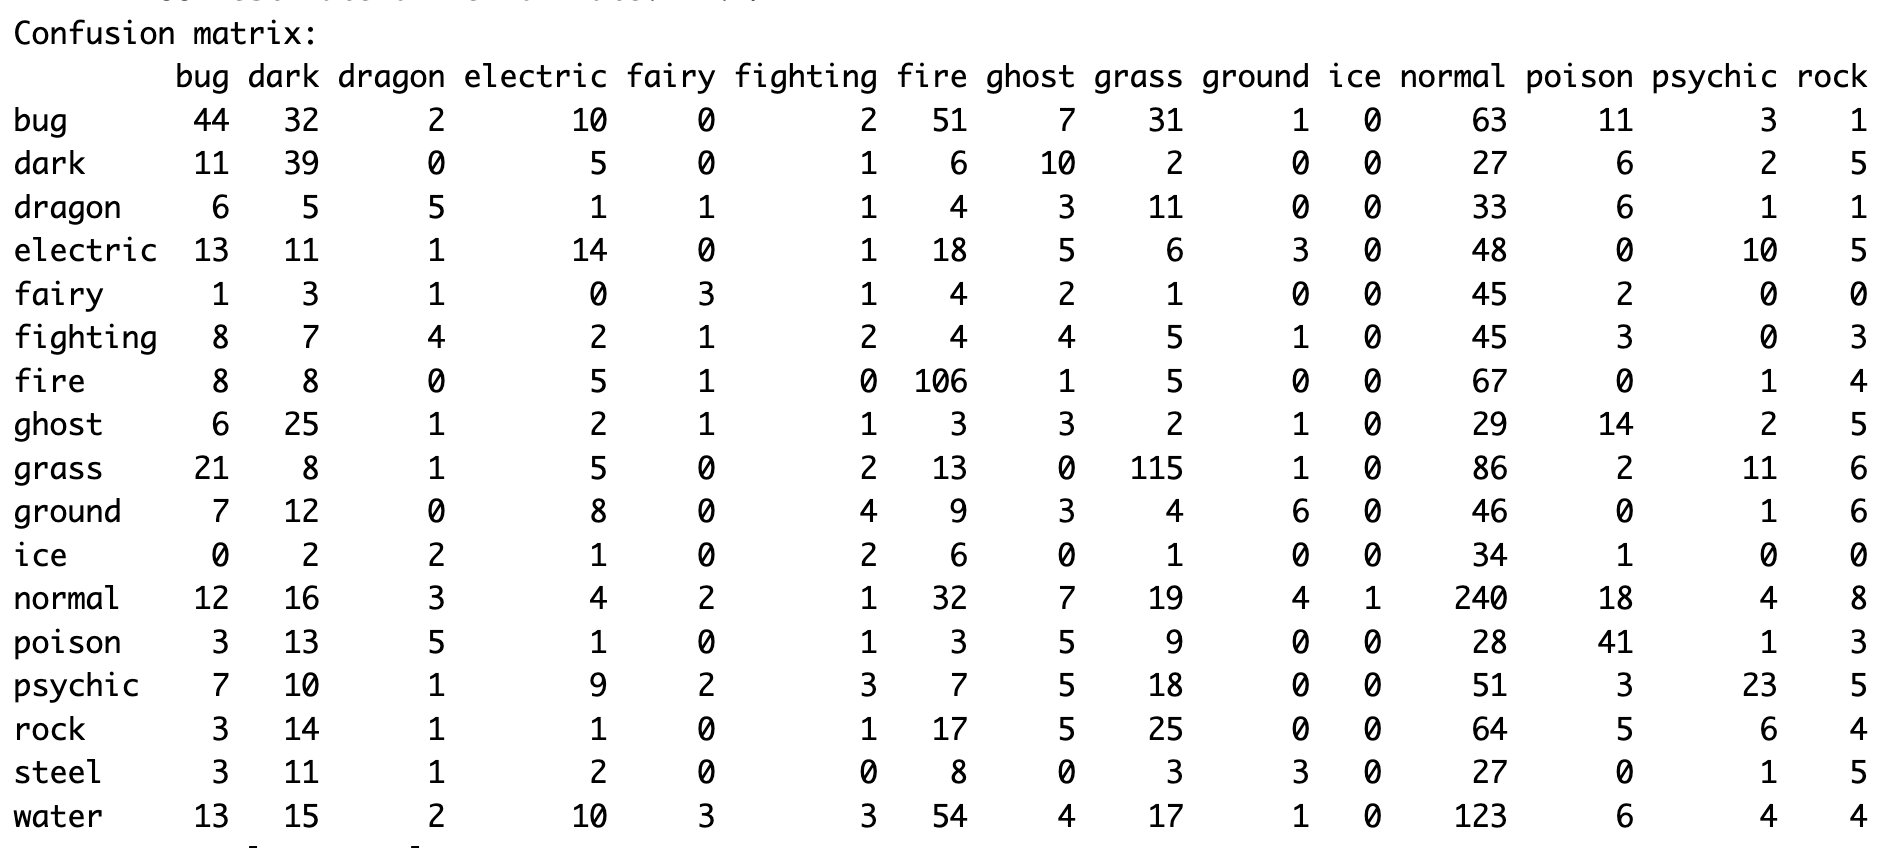 Confusion matrix:
bug dark dragon electric fairy fighting fire ghost grass ground ice normal poison psychic rock
bug 44 32 2 10 0 2 51 7 31 1 0 63 11 3 1
dark 11 39 0 5 0 1 6 10 2 0 0 27 6 2 5
dragon 6 5 5 1 1 1 4 3 11 0 0 33 6 1 1
electric 13 11 1 14 0 1 18 5 6 3 0 48 0 10 5
fairy 1 3 1 0 3 1 4 2 1 0 0 45 2 0 0
fighting 8 7 4 2 1 2 4 4 5 1 0 45 3 0 3
fire 8 8 0 5 1 0 106 1 5 0 0 67 0 1 4
ghost 6 25 1 2 1 1 3 3 2 1 0 29 14 2 5
grass 21 8 1 5 0 2 13 0 115 1 0 86 2 11 6
ground 7 12 0 8 0 4 9 3 4 6 0 46 0 1 6
ice 0 2 2 1 0 2 6 0 1 0 0 34 1 0 0
normal 12 16 3 4 2 1 32 7 19 4 1 240 18 4 8
poison 3 13 5 1 0 1 3 5 9 0 0 28 41 1 3
psychic 7 10 1 9 2 3 7 5 18 0 0 51 3 23 5
rock 3 14 1 1 0 1 17 5 25 0 0 64 5 6 4
steel 3 11 1 2 0 0 8 0 3 3 0 27 0 1 5
water 13 15 2 10 3 3 54 4 17 1 0 123 6 4 4